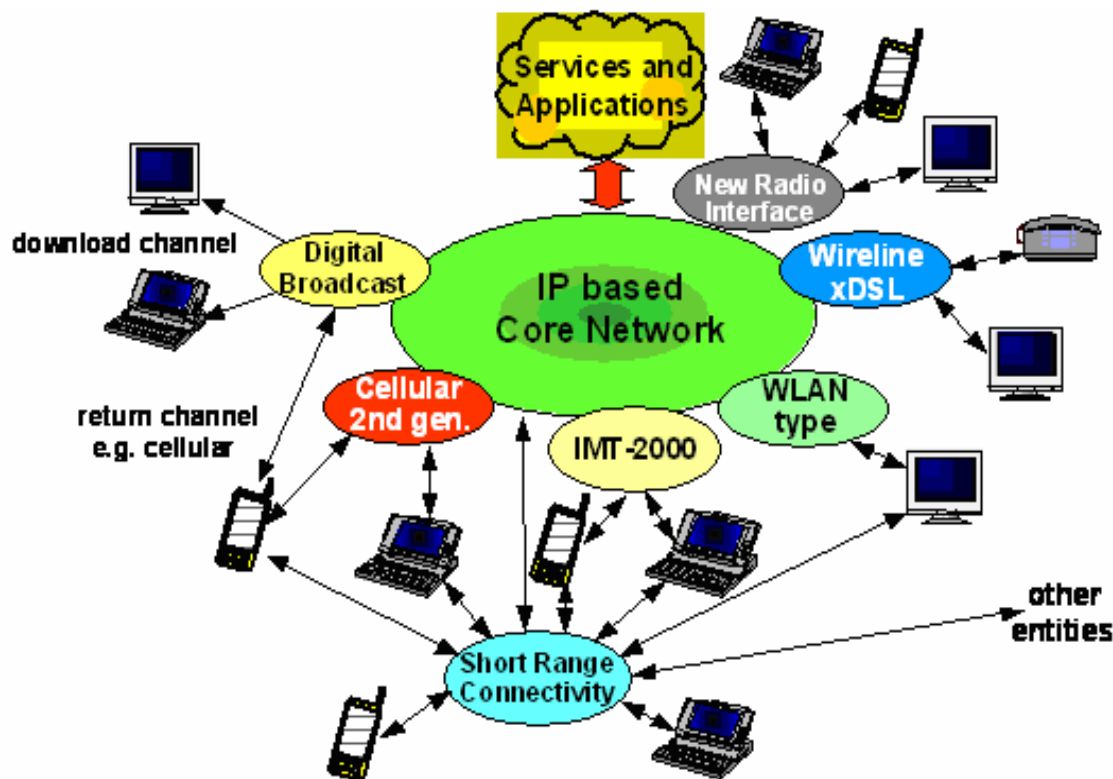 Services and
Applications
New Radio
Interface
download channel
Digital
Broadcast
Wireline
xDSL
IP based
Core Network
return channel
e.g. cellular
Cellular
2nd gen.
WLAN
type
IMT-2000
other
entities
Short Range
Connectivity